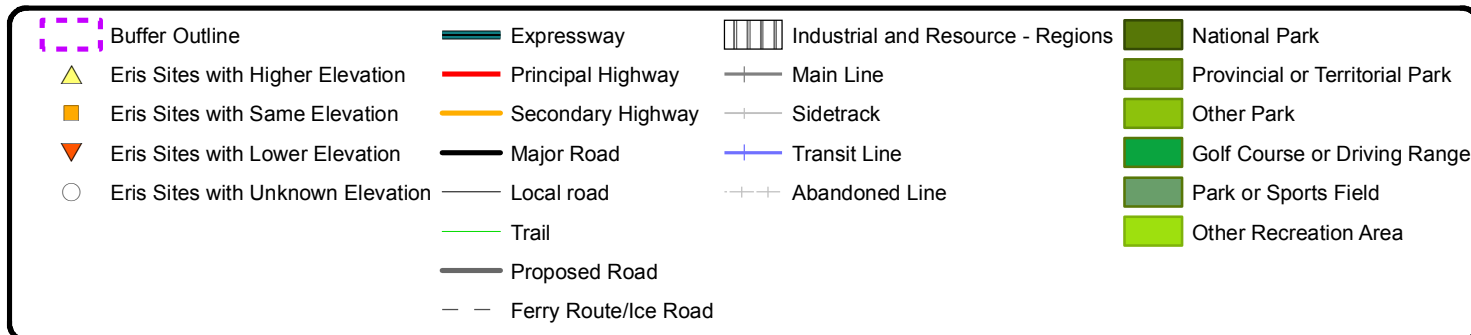 Buffer Outline
Eris Sites with Higher Elevation
Eris Sites with Same Elevation
Eris Sites with Lower Elevation
Eris Sites with Unknown Elevation
Expressway
Principal Highway
Secondary Highway
Major Road
Local road
Trail
Proposed Road
Ferry Route/Ice Road
Industrial and Resource - Regions
Main Line
Sidetrack
Transit Line
Abandoned Line
National Park
Provincial or Territorial Park
Other Park
Golf Course or Driving Range
Park or Sports Field
Other Recreation Area